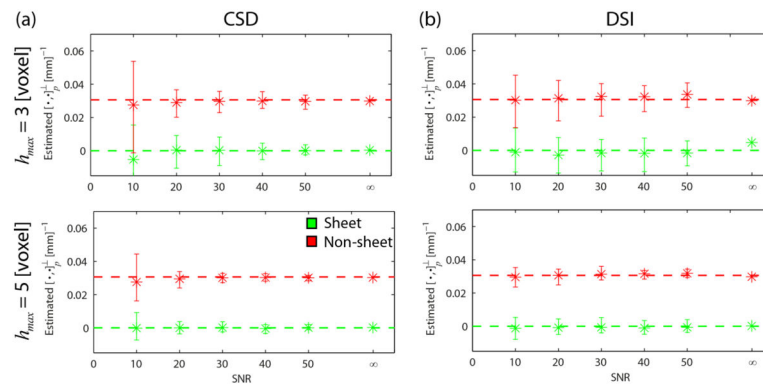 (a) CSD
(b) DSI
h_max = 3 [voxel]
Estimated [·,·]⊥p [mm]⁻¹
0.06
0.04
0.02
0
0 10 20 30 40 50 ∞
Estimated [·,·]⊥p [mm]⁻¹
0.06
0.04
0.02
0
0 10 20 30 40 50 ∞
h_max = 5 [voxel]
Estimated [·,·]⊥p [mm]⁻¹
0.06
0.04
0.02
0
Sheet
Non-sheet
0 10 20 30 40 50 ∞
SNR
Estimated [·,·]⊥p [mm]⁻¹
0.06
0.04
0.02
0
0 10 20 30 40 50 ∞
SNR